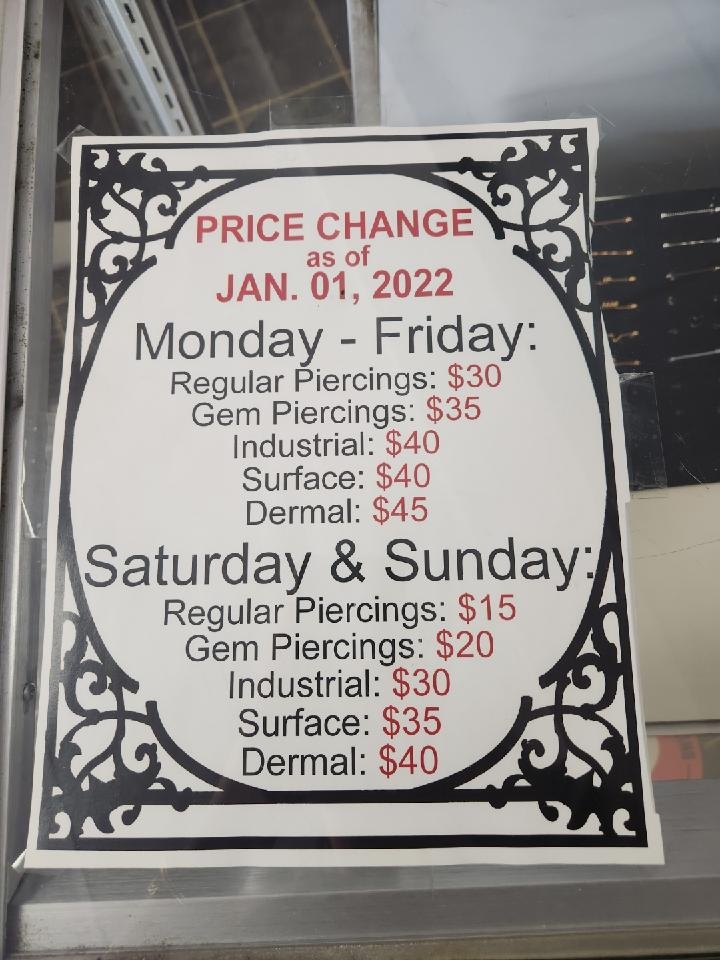 PRICE CHANGE
as of
JAN. 01, 2022
Monday - Friday:
Regular Piercings: $30
Gem Piercings: $35
Industrial: $40
Surface: $40
Dermal: $45
Saturday & Sunday:
Regular Piercings: $15
Gem Piercings: $20
Industrial: $30
Surface: $35
Dermal: $40